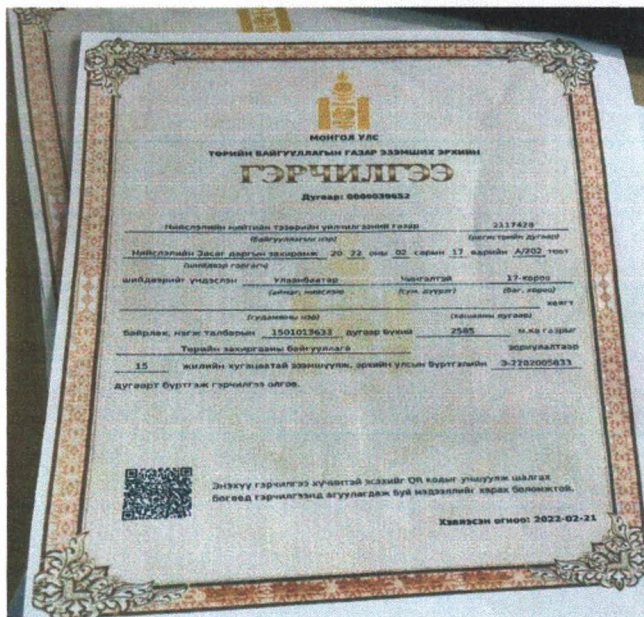 МОНГОЛ УЛС
ТӨРИЙН БАЙГУУЛЛАГЫН ГАЗАР ЭЗЭМШИХ ЭРХИЙН
ГЭРЧИЛГЭЭ
Дугаар: 0000039652
Нийслэлийн нийтийн тээврийн үйлчилгээний газар 2117428
(байгууллагын нэр) (регистрийн дугаар)
Нийслэлийн Засаг даргын захирамж 20 22 оны 02 сарын 17 өдрийн А/202 тоот
(шийдвэр гаргагч)
шийдвэрийг үндэслэн Улаанбаатар Чингэлтэй 17-хороо
(аймаг, нийслэл) (сум, дүүрэг) (баг, хороо)
хаягт
(гудамжны нэр) (хашааны дугаар)
байрлах, нэгж талбарын 1501013633 дугаар бүхий 2585 м.кв газрыг
Төрийн захиргааны байгууллага зориулалтаар
15 жилийн хугацаатай эзэмшүүлж, эрхийн улсын бүртгэлийн Э-2202005833
дугаарт бүртгэж гэрчилгээ олгов.
Энэхүү гэрчилгээ хүчинтэй эсэхийг QR кодыг уншуулж шалгах
бөгөөд гэрчилгээнд агуулагдаж буй мэдээллийг харах боломжтой.
Хэвлэсэн огноо: 2022-02-21